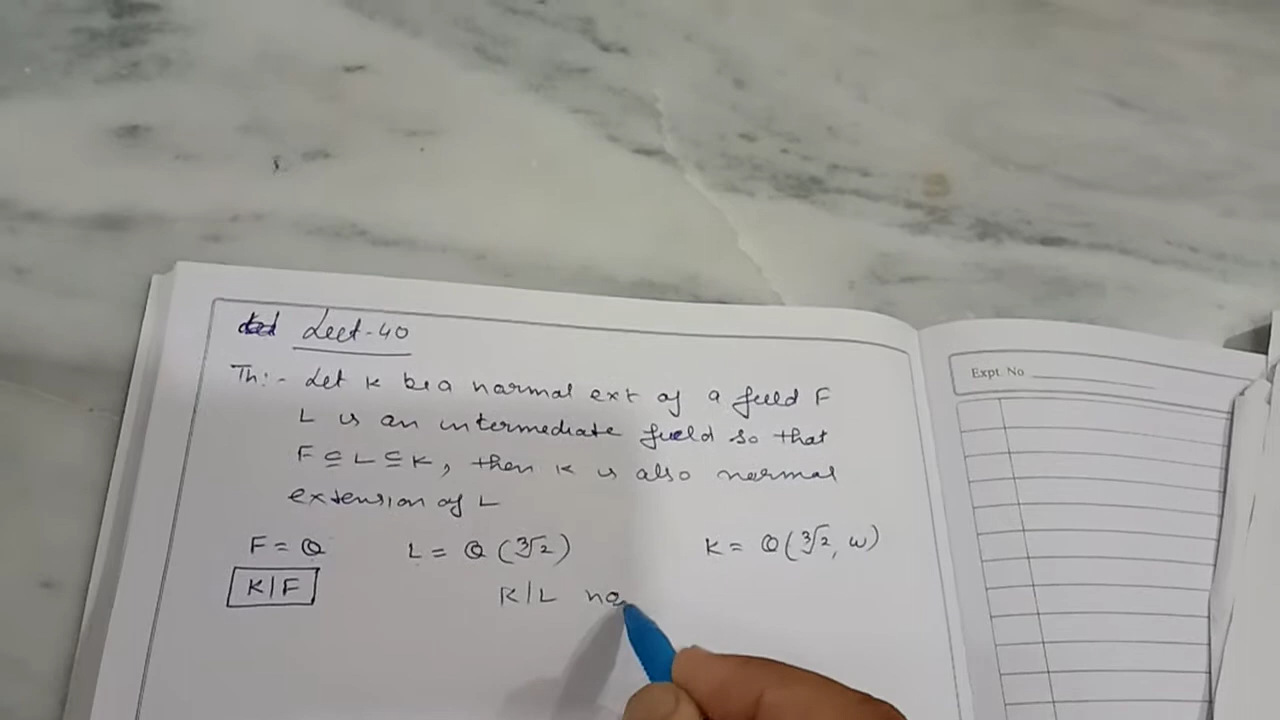 Lect-40
Th:- Let K be a normal ext of a field F
L is an intermediate field so that
F ⊆ L ⊆ K, then K is also normal
extension of L
F = Q L = Q (∛2) K = Q(∛2, ω)
K|F K|L no
Expt. No